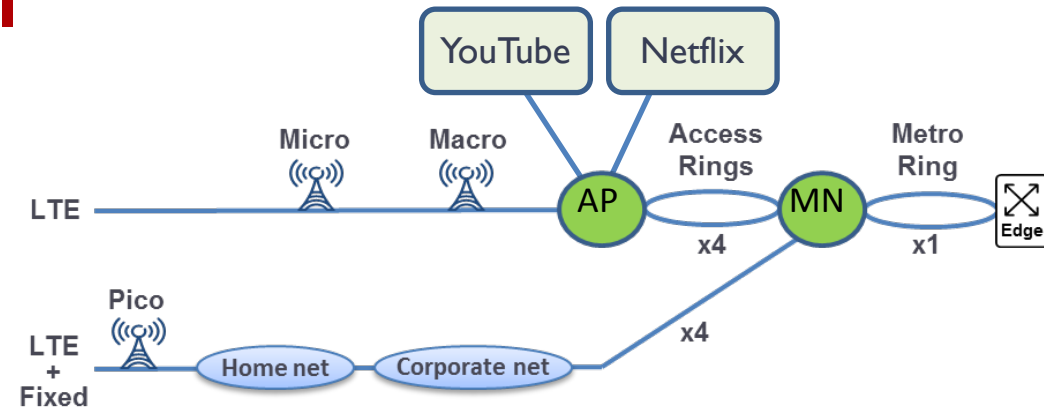 YouTube
Netflix
Micro
Macro
Access
Rings
Metro
Ring
LTE
AP
MN
Edge
x4
x1
Pico
x4
LTE
+
Fixed
Home net
Corporate net